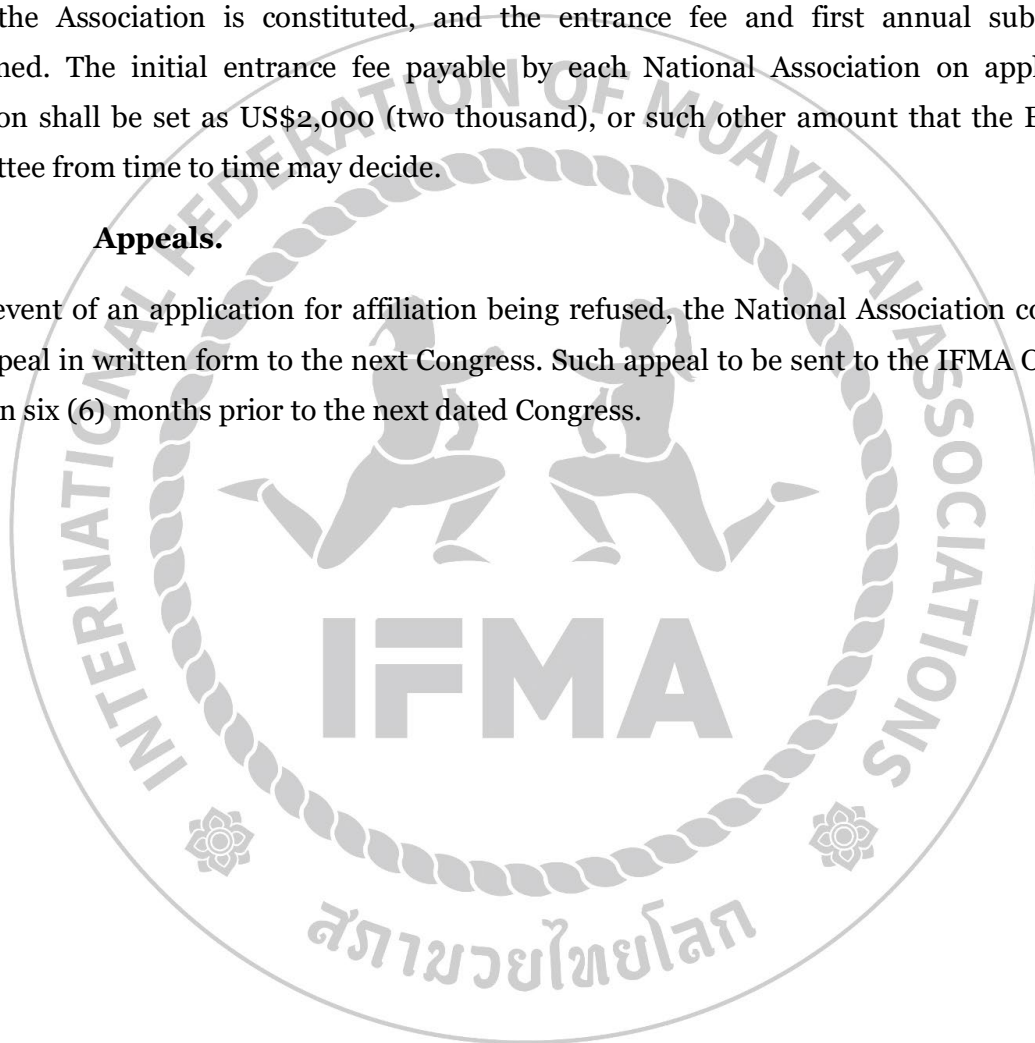 the Association is constituted, and the entrance fee and first annual sub
ned. The initial entrance fee payable by each National Association on appl
on shall be set as US$2,000 (two thousand), or such other amount that the E
ttee from time to time may decide.
Appeals.
event of an application for affiliation being refused, the National Association co
peal in written form to the next Congress. Such appeal to be sent to the IFMA O
n six (6) months prior to the next dated Congress.
INTERNATIONAL FEDERATION OF MUAYTHAI ASSOCIATIONS
IFMA
สภามวยไทยโลก